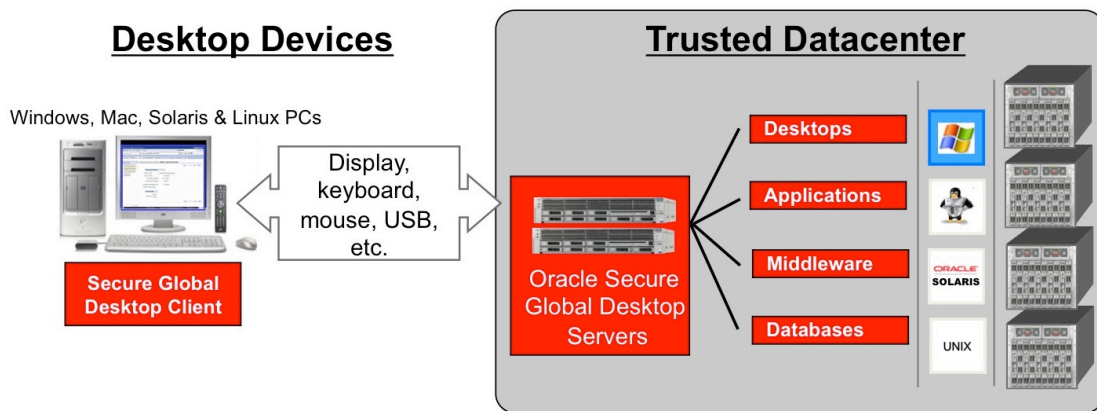 Desktop Devices
Trusted Datacenter
Windows, Mac, Solaris & Linux PCs
Display,
keyboard,
mouse, USB,
etc.
Secure Global
Desktop Client
Oracle Secure
Global Desktop
Servers
Desktops
Applications
Middleware
Databases
ORACLE
SOLARIS
UNIX